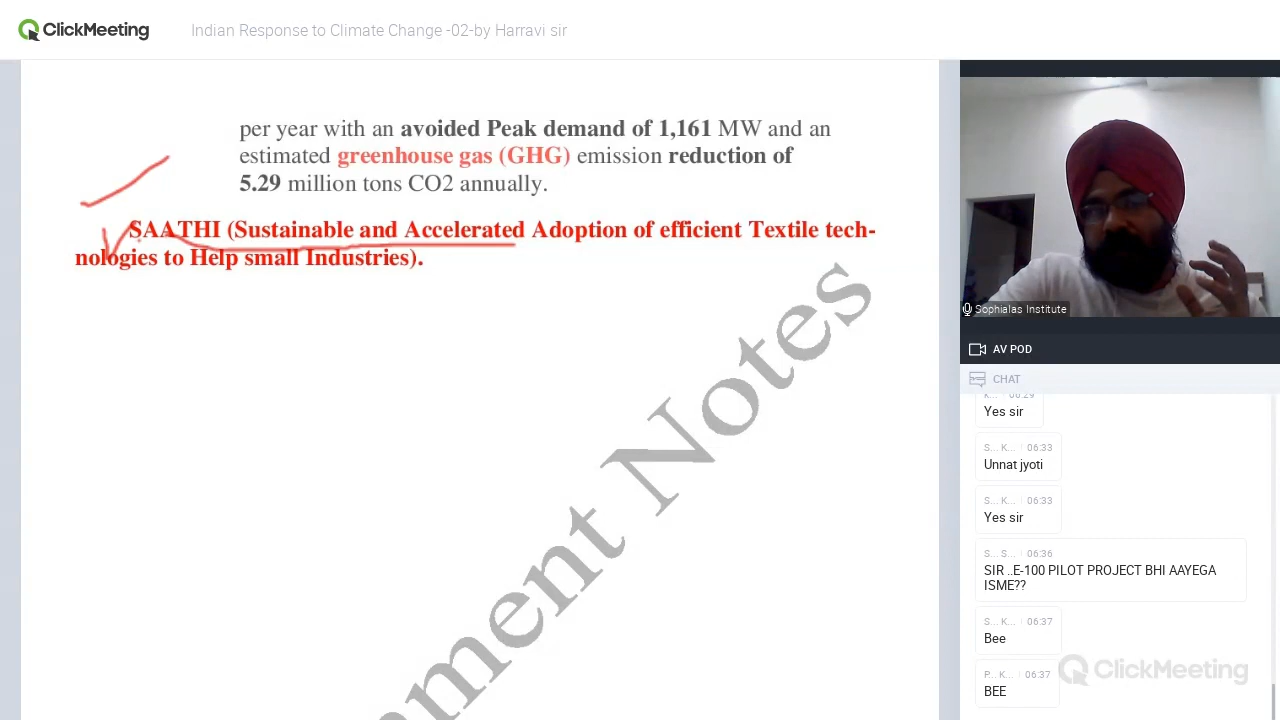 ClickMeeting
Indian Response to Climate Change -02-by Harravi sir
per year with an avoided Peak demand of 1,161 MW and an
estimated greenhouse gas (GHG) emission reduction of
5.29 million tons CO2 annually.
SAATHI (Sustainable and Accelerated Adoption of efficient Textile tech-
nologies to Help small Industries).
ment Notes
Sophialas Institute
AV POD
CHAT
K... 06:29
Yes sir
S... K... 06:33
Unnat jyoti
S... K... 06:33
Yes sir
S... S... 06:36
SIR ..E-100 PILOT PROJECT BHI AAYEGA
ISME??
S... K... 06:37
Bee
P... K... 06:37
BEE
ClickMeeting